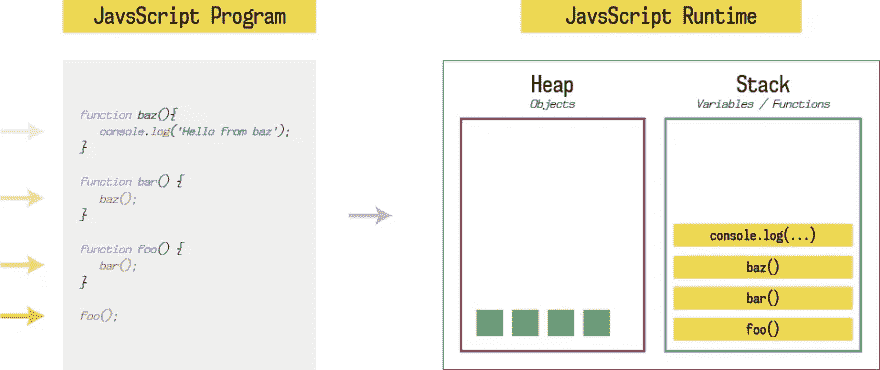 JavsScript Program
function baz(){
console.log('Hello from baz');
}
function bar() {
baz();
}
function foo() {
bar();
}
foo();
JavsScript Runtime
Heap
Objects
Stack
Variables / Functions
console.log(...)
baz()
bar()
foo()